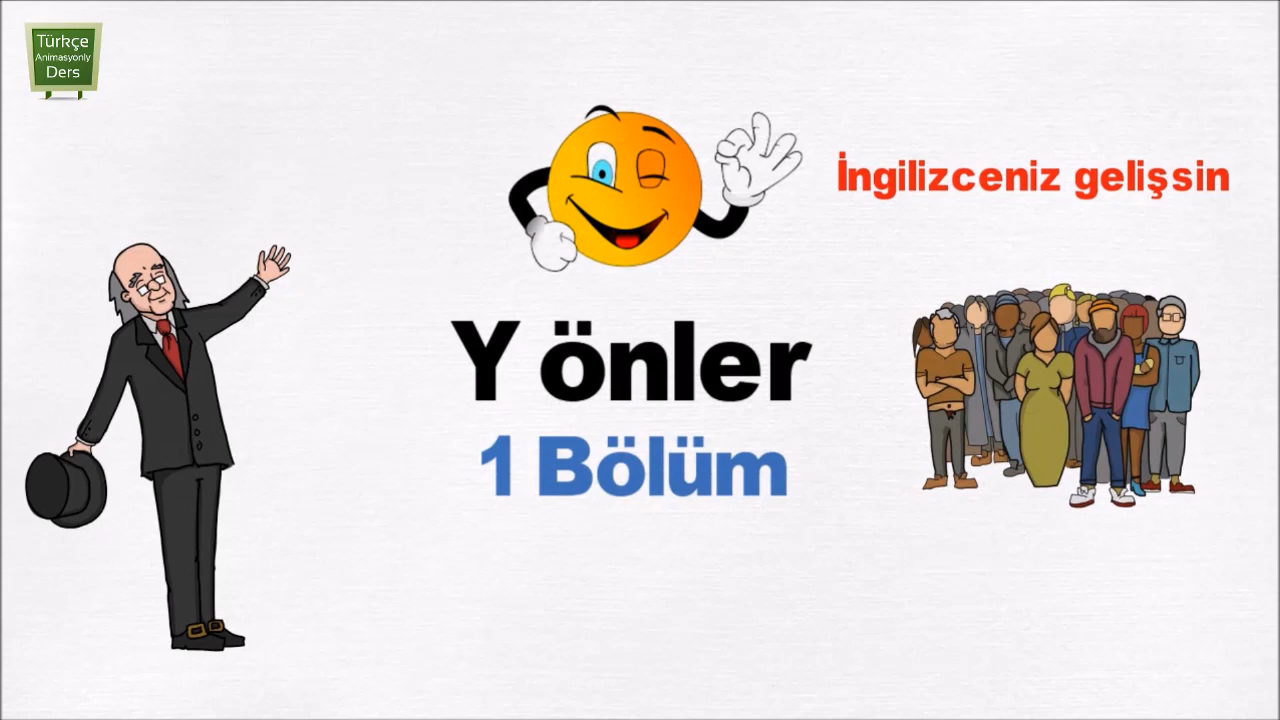 Türkçe
Animasyonly
Ders
İngilizceniz gelişsin
Y önler
1 Bölüm